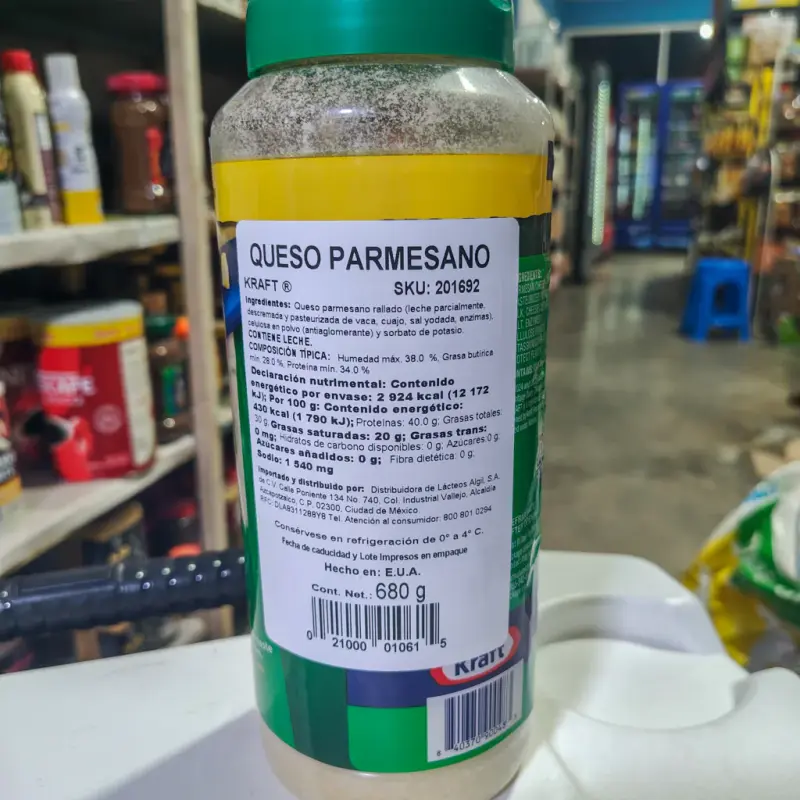 QUESO PARMESANO
KRAFT ® SKU: 201692
Ingredientes: Queso parmesano rallado (leche parcialmente,
descremada y pasteurizada de vaca, cuajo, sal yodada, enzimas),
celulosa en polvo (antiaglomerante) y sorbato de potasio.
CONTIENE LECHE.
COMPOSICIÓN TÍPICA: Humedad máx. 38.0 %, Grasa butírica
mín. 28.0 %, Proteína mín. 34.0 %
Declaración nutrimental: Contenido
energético por envase: 2 924 kcal (12 172
kJ); Por 100 g: Contenido energético:
430 kcal (1 790 kJ); Proteínas: 40.0 g; Grasas totales:
30 g; Grasas saturadas: 20 g; Grasas trans:
0 mg; Hidratos de carbono disponibles: 0 g; Azúcares:0 g;
Azúcares añadidos: 0 g; Fibra dietética: 0 g;
Sodio: 1 540 mg
Importado y distribuido por: Distribuidora de Lácteos Algil, S.A.
de C.V. Calle Poniente 134 No. 740, Col. Industrial Vallejo, Alcaldía
Azcapotzalco, C.P. 02300, Ciudad de México.
RFC: DLA931128BY8 Tel. Atención al consumidor: 800 801 0294
Consérvese en refrigeración de 0° a 4° C.
Fecha de caducidad y Lote Impresos en empaque
Hecho en: E.U.A.
Cont. Net.: 680 g
0 21000 01061 5
Kraft